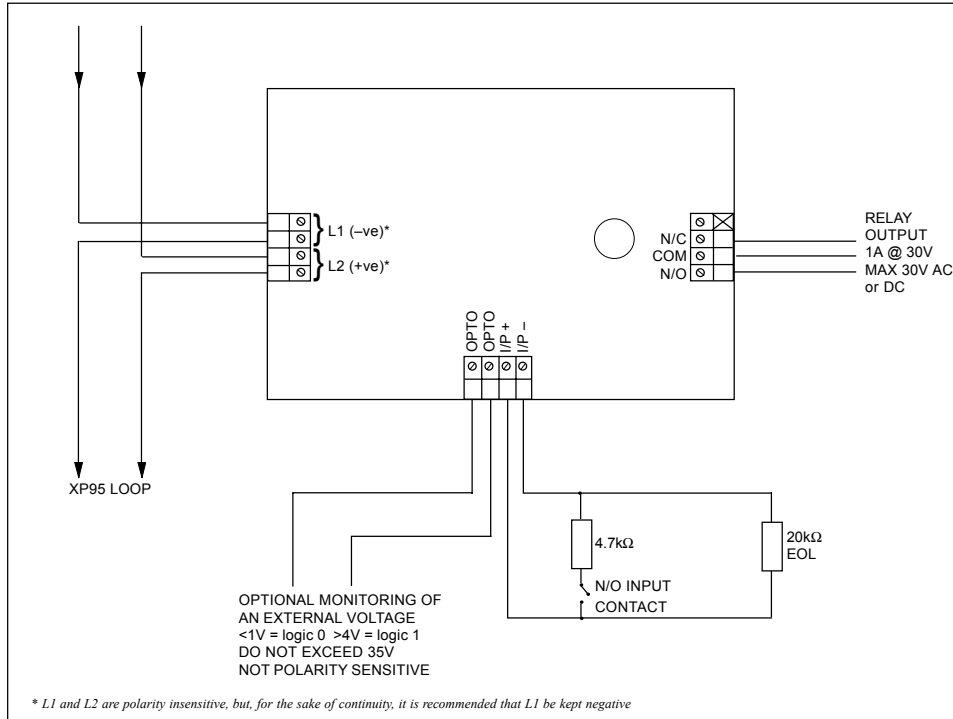 L1 (–ve)*
L2 (+ve)*
N/C
COM
N/O
RELAY
OUTPUT
1A @ 30V
MAX 30V AC
or DC
OPTO
OPTO
I/P +
I/P –
XP95 LOOP
4.7kΩ
20kΩ
EOL
N/O INPUT
CONTACT
OPTIONAL MONITORING OF
AN EXTERNAL VOLTAGE
<1V = logic 0 >4V = logic 1
DO NOT EXCEED 35V
NOT POLARITY SENSITIVE
* L1 and L2 are polarity insensitive, but, for the sake of continuity, it is recommended that L1 be kept negative